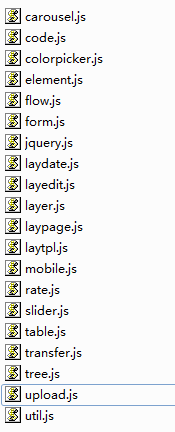 carousel.js
code.js
colorpicker.js
element.js
flow.js
form.js
jquery.js
laydate.js
layedit.js
layer.js
laypage.js
laytpl.js
mobile.js
rate.js
slider.js
table.js
transfer.js
tree.js
upload.js
util.js